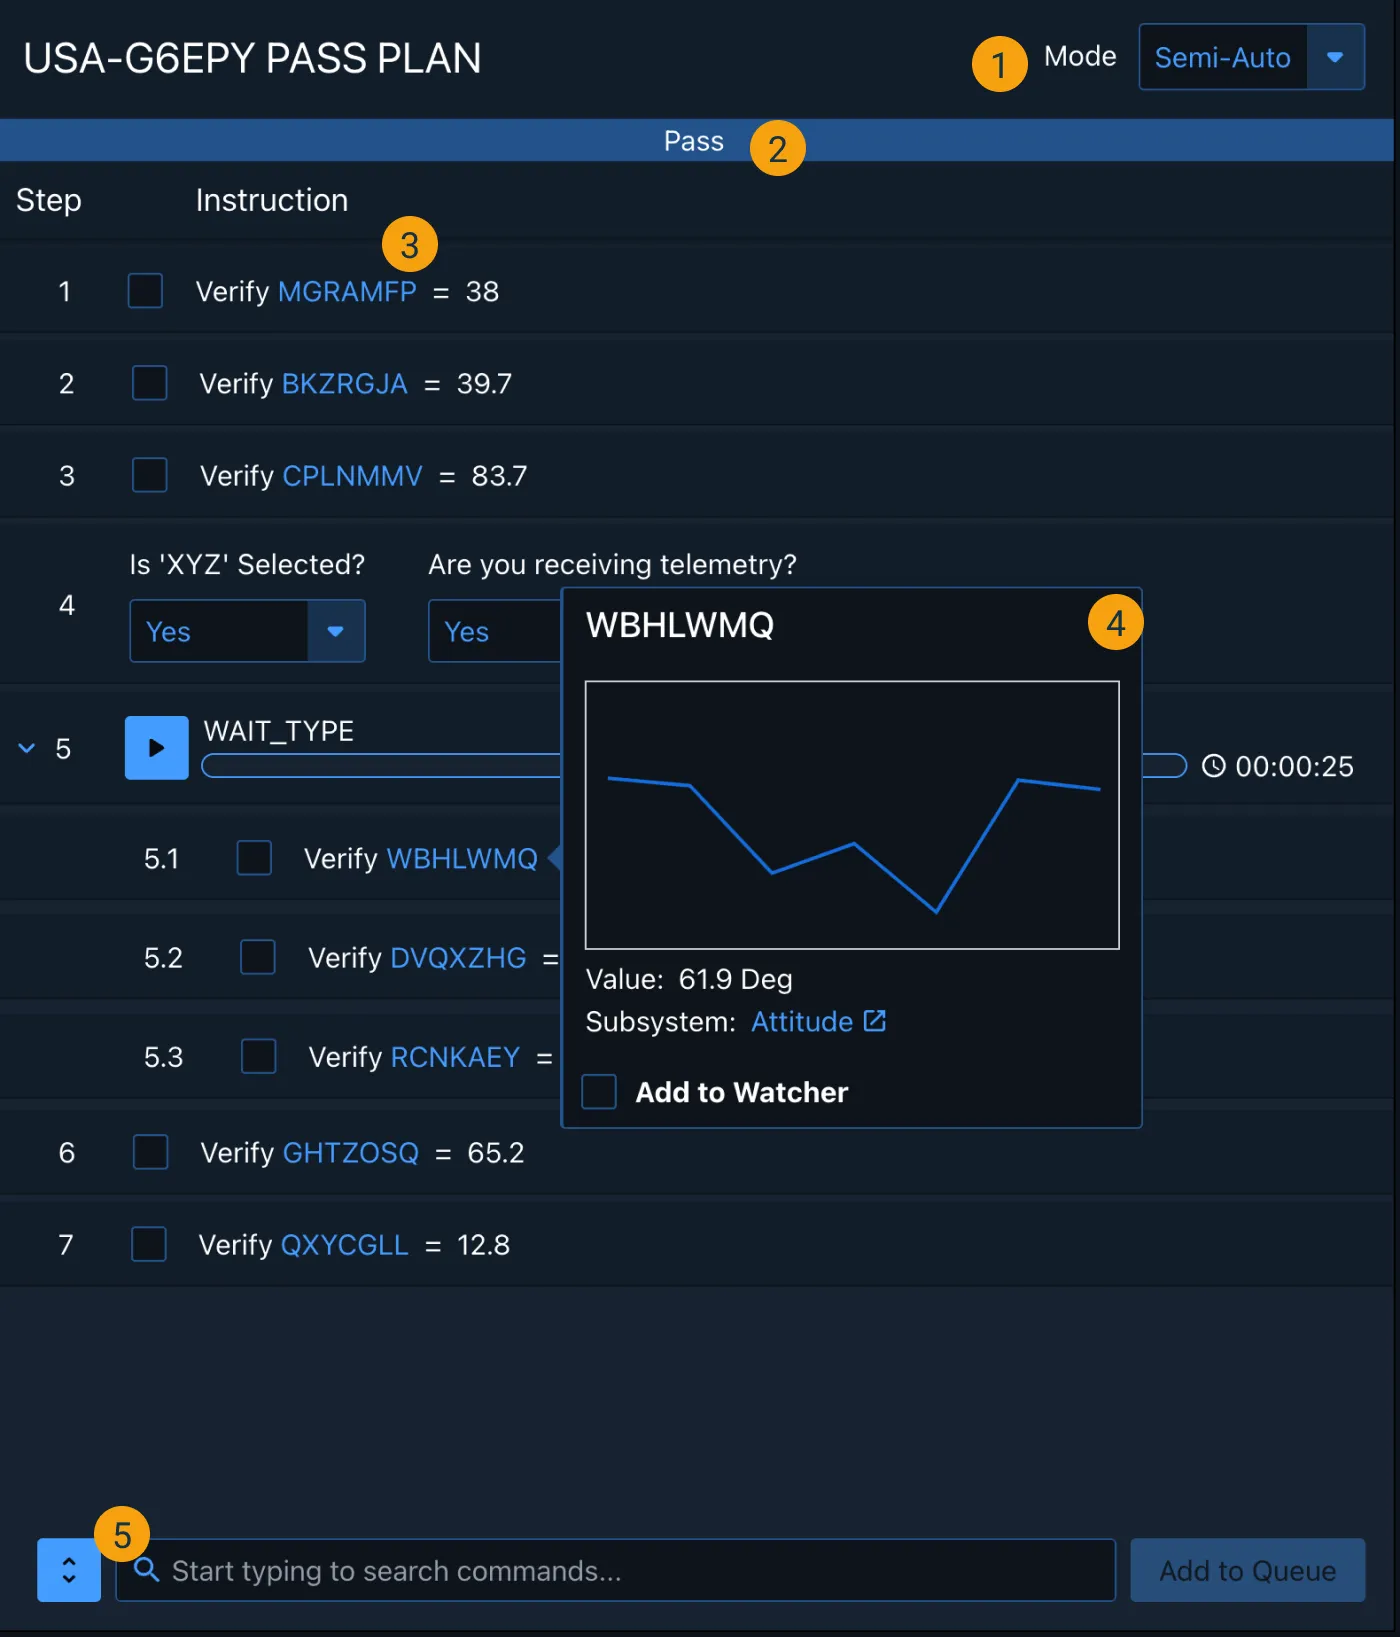 USA-G6EPY PASS PLAN
1 Mode Semi-Auto
Pass 2
Step Instruction
3
1 Verify MGRAMFP = 38
2 Verify BKZRGJA = 39.7
3 Verify CPLNMMV = 83.7
Is 'XYZ' Selected? Are you receiving telemetry?
4 Yes Yes
WBHLWMQ 4
5 WAIT_TYPE 00:00:25
5.1 Verify WBHLWMQ
5.2 Verify DVQXZHG =
Value: 61.9 Deg
Subsystem: Attitude
5.3 Verify RCNKAEY =
Add to Watcher
6 Verify GHTZOSQ = 65.2
7 Verify QXYCGLL = 12.8
5
Start typing to search commands... Add to Queue